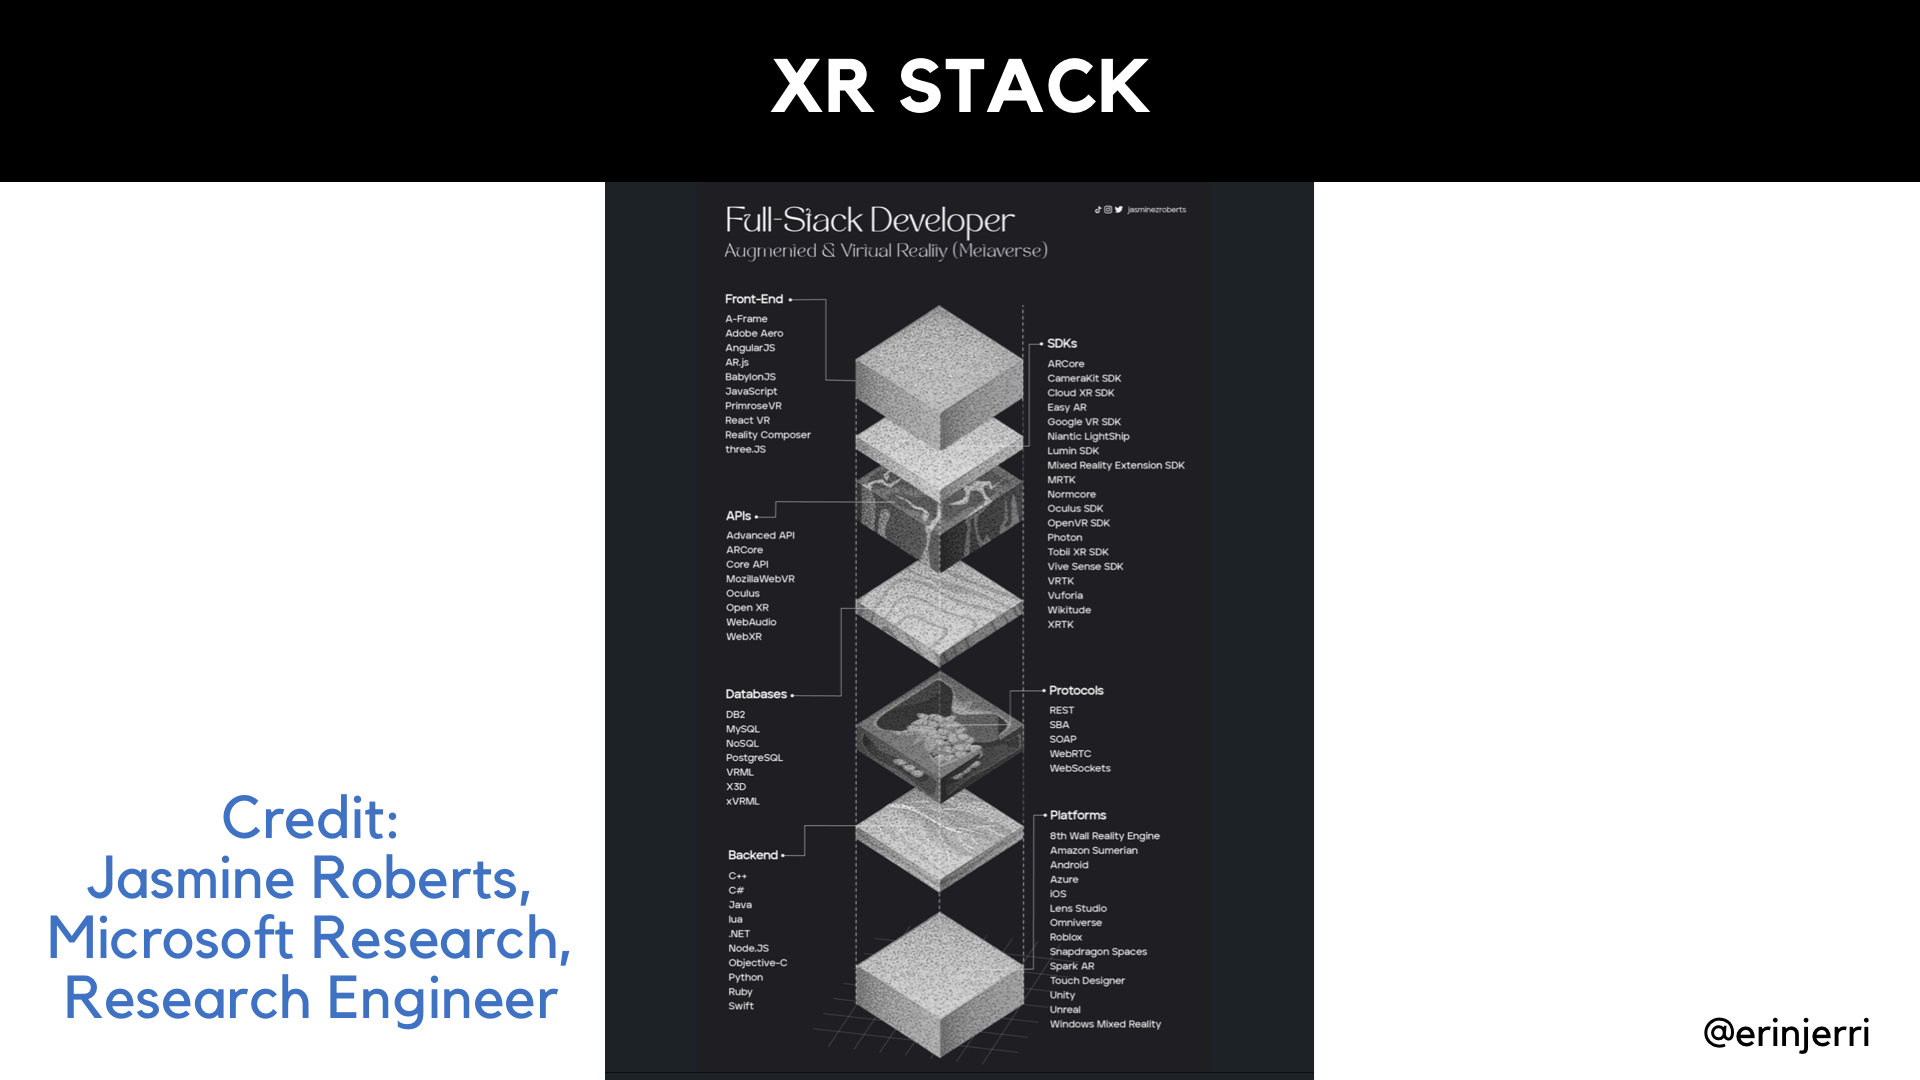 XR STACK
Full-Stack Developer
jasminezroberts
Augmented & Virtual Reality (Metaverse)
Front-End
A-Frame
Adobe Aero
AngularJS
AR.js
BabylonJS
JavaScript
PrimroseVR
React VR
Reality Composer
three.JS
SDKs
ARCore
CameraKit SDK
Cloud XR SDK
Easy AR
Google VR SDK
Niantic LightShip
Lumin SDK
Mixed Reality Extension SDK
MRTK
Normcore
Oculus SDK
OpenVR SDK
Photon
Tobii XR SDK
Vive Sense SDK
VRTK
Vuforia
Wikitude
XRTK
APIs
Advanced API
ARCore
Core API
MozillaWebVR
Oculus
Open XR
WebAudio
WebXR
Databases
DB2
MySQL
NoSQL
PostgreSQL
VRML
X3D
xVRML
Protocols
REST
SBA
SOAP
WebRTC
WebSockets
Backend
C++
C#
Java
lua
.NET
Node.JS
Objective-C
Python
Ruby
Swift
Platforms
8th Wall Reality Engine
Amazon Sumerian
Android
Azure
iOS
Lens Studio
Omniverse
Roblox
Snapdragon Spaces
Spark AR
Touch Designer
Unity
Unreal
Windows Mixed Reality
Credit:
Jasmine Roberts,
Microsoft Research,
Research Engineer
@erinjerri